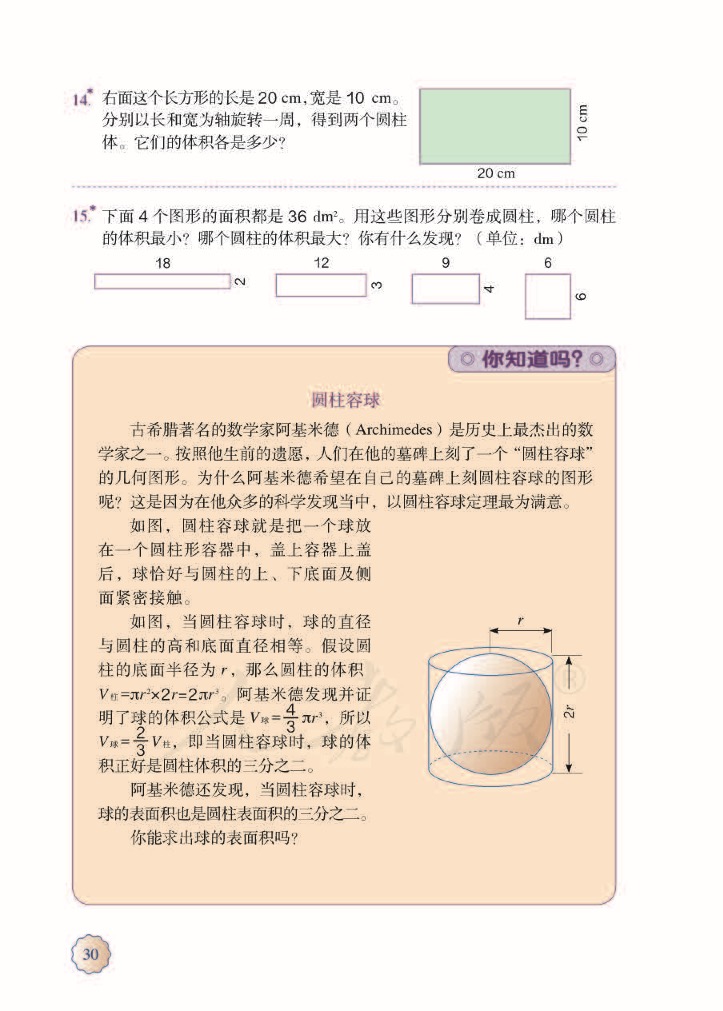 14.* 右面这个长方形的长是 20 cm,宽是 10 cm。
分别以长和宽为轴旋转一周，得到两个圆柱
体。它们的体积各是多少？
10 cm
20 cm
15.* 下面 4 个图形的面积都是 36 dm²。用这些图形分别卷成圆柱，哪个圆柱
的体积最小？哪个圆柱的体积最大？你有什么发现？（单位：dm）
18 12 9 6
2 3 4 6
你知道吗？
圆柱容球
古希腊著名的数学家阿基米德（Archimedes）是历史上最杰出的数
学家之一。按照他生前的遗愿，人们在他的墓碑上刻了一个“圆柱容球”
的几何图形。为什么阿基米德希望在自己的墓碑上刻圆柱容球的图形
呢？这是因为在他众多的科学发现当中，以圆柱容球定理最为满意。
如图，圆柱容球就是把一个球放
在一个圆柱形容器中，盖上容器上盖
后，球恰好与圆柱的上、下底面及侧
面紧密接触。
如图，当圆柱容球时，球的直径
与圆柱的高和底面直径相等。假设圆
柱的底面半径为 r，那么圆柱的体积
V柱=πr²×2r=2πr³。阿基米德发现并证
明了球的体积公式是 V球=4/3πr³，所以
V球=2/3V柱，即当圆柱容球时，球的体
积正好是圆柱体积的三分之二。
阿基米德还发现，当圆柱容球时，
球的表面积也是圆柱表面积的三分之二。
你能求出球的表面积吗？
r
2r
人教版®
30